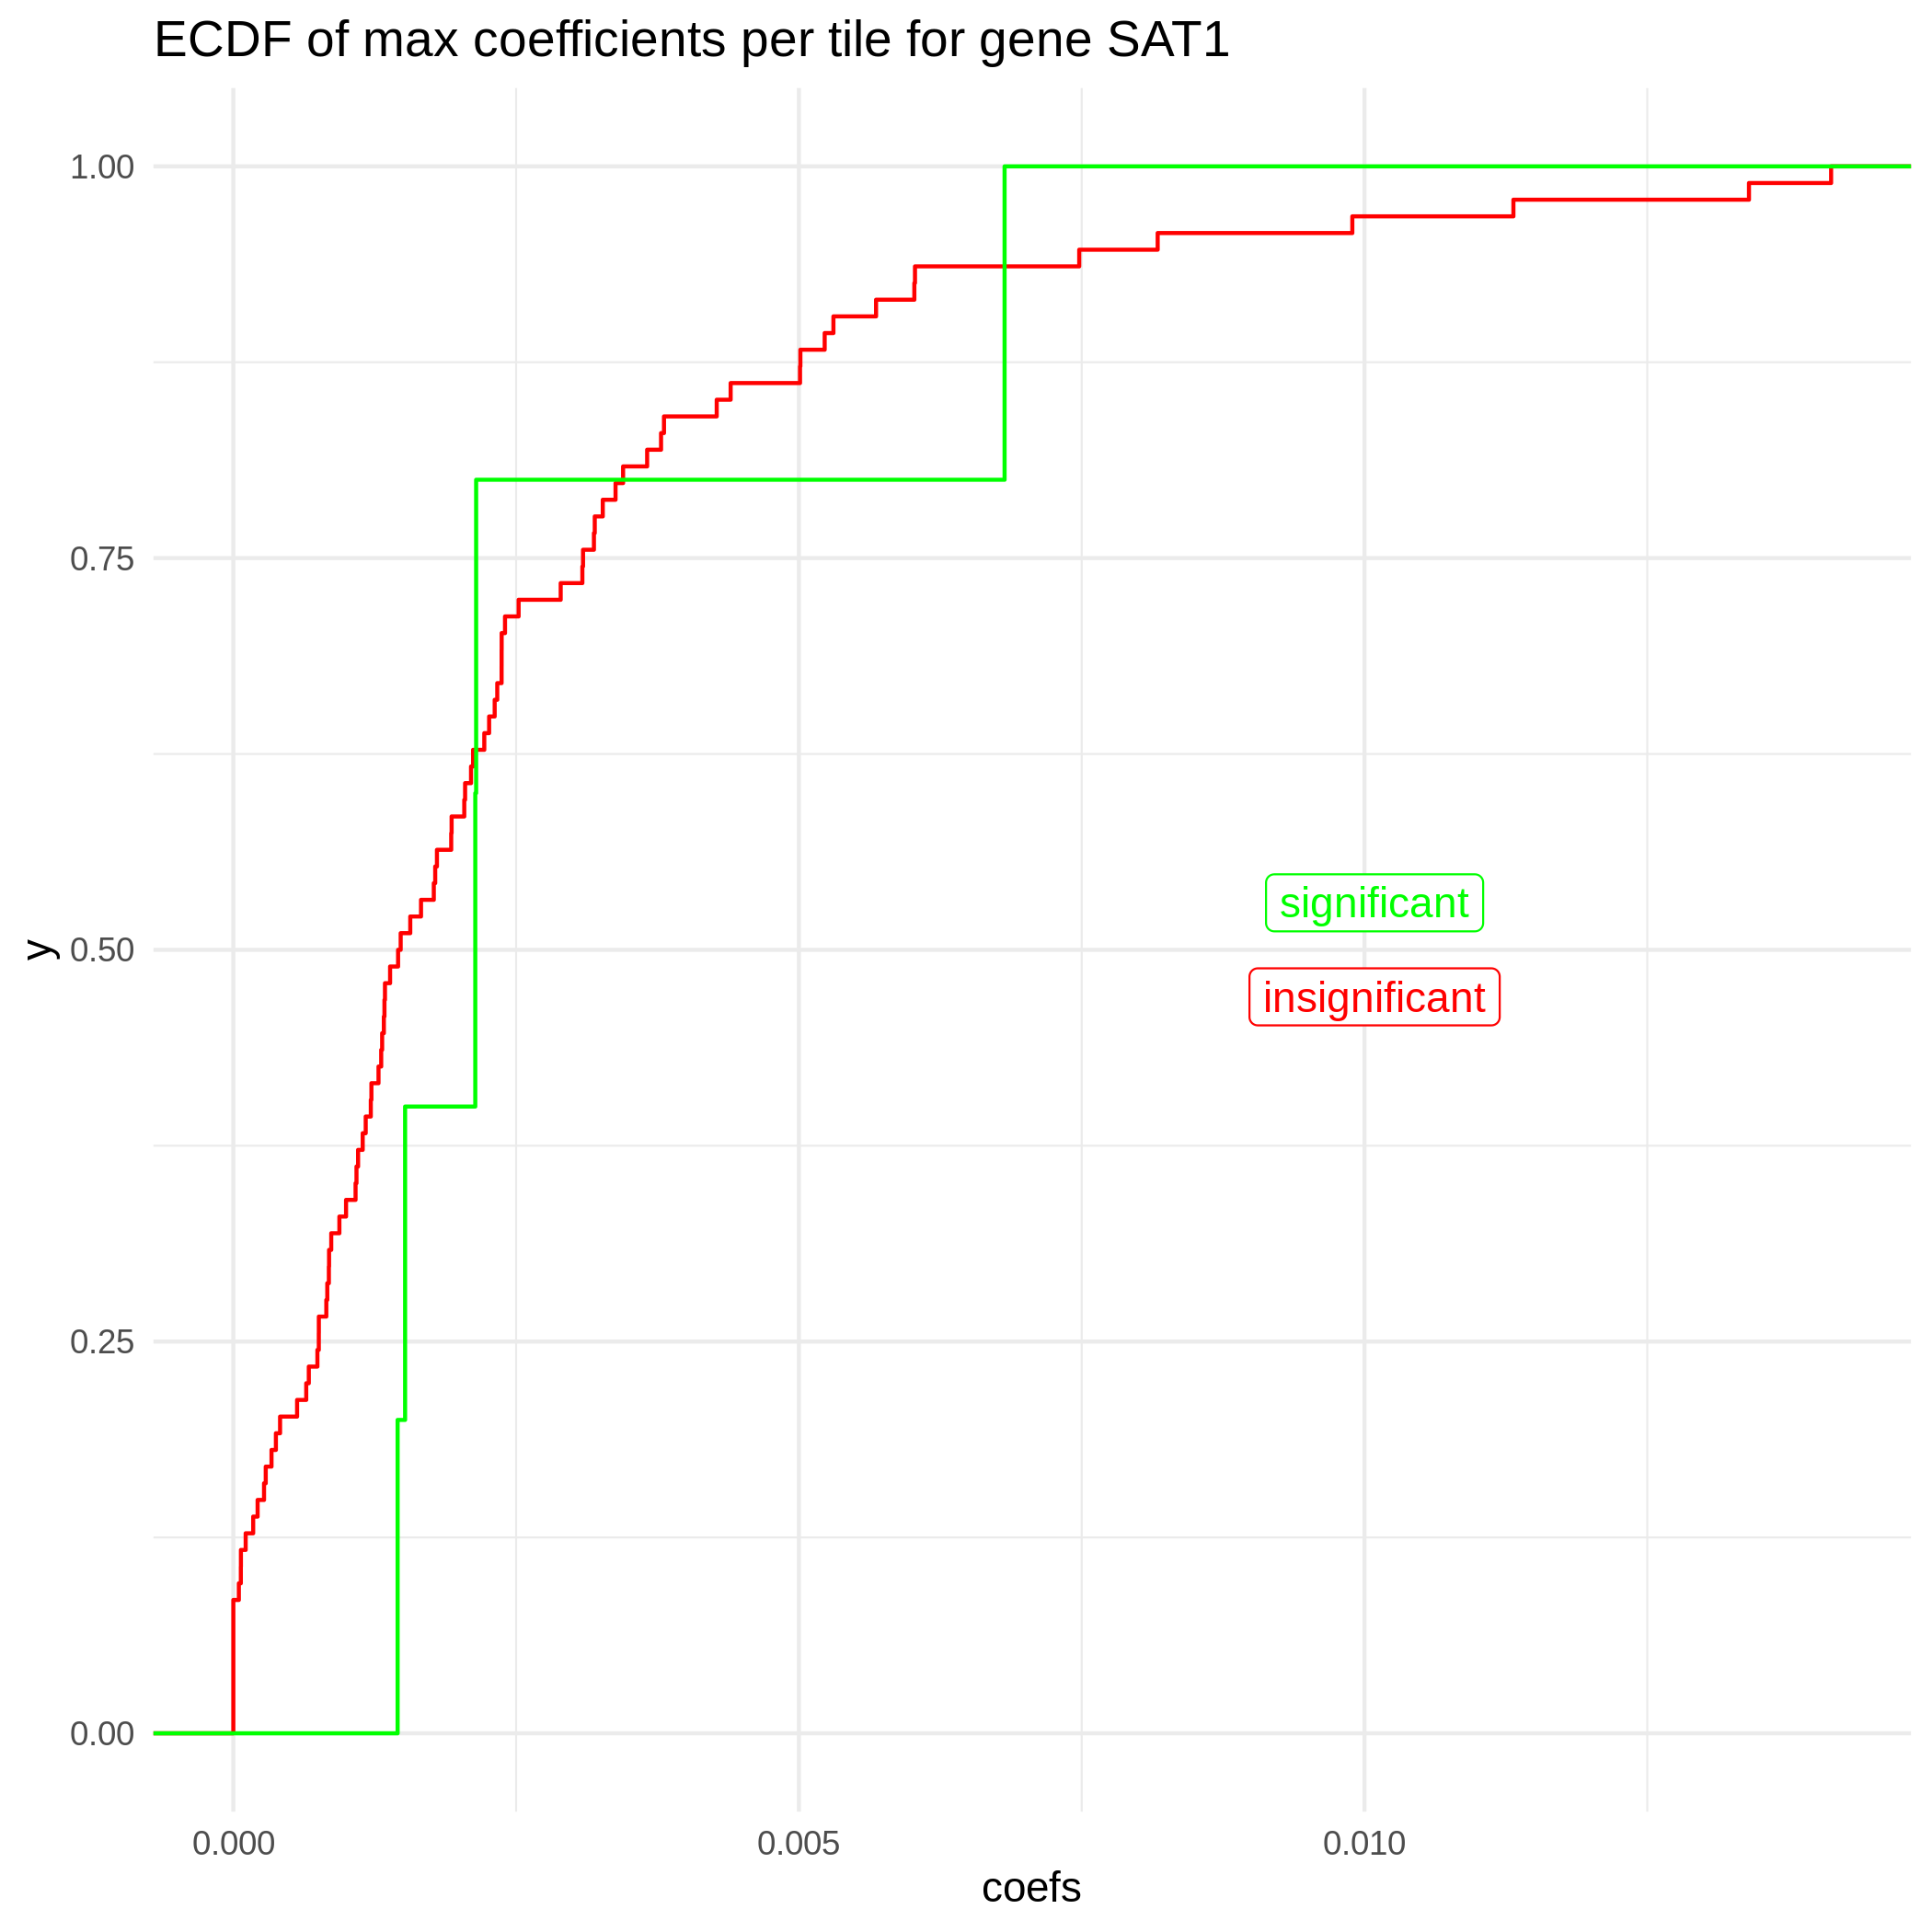 ECDF of max coefficients per tile for gene SAT1
1.00
0.75
0.50
0.25
0.00
y
significant
insignificant
0.000
0.005
0.010
coefs